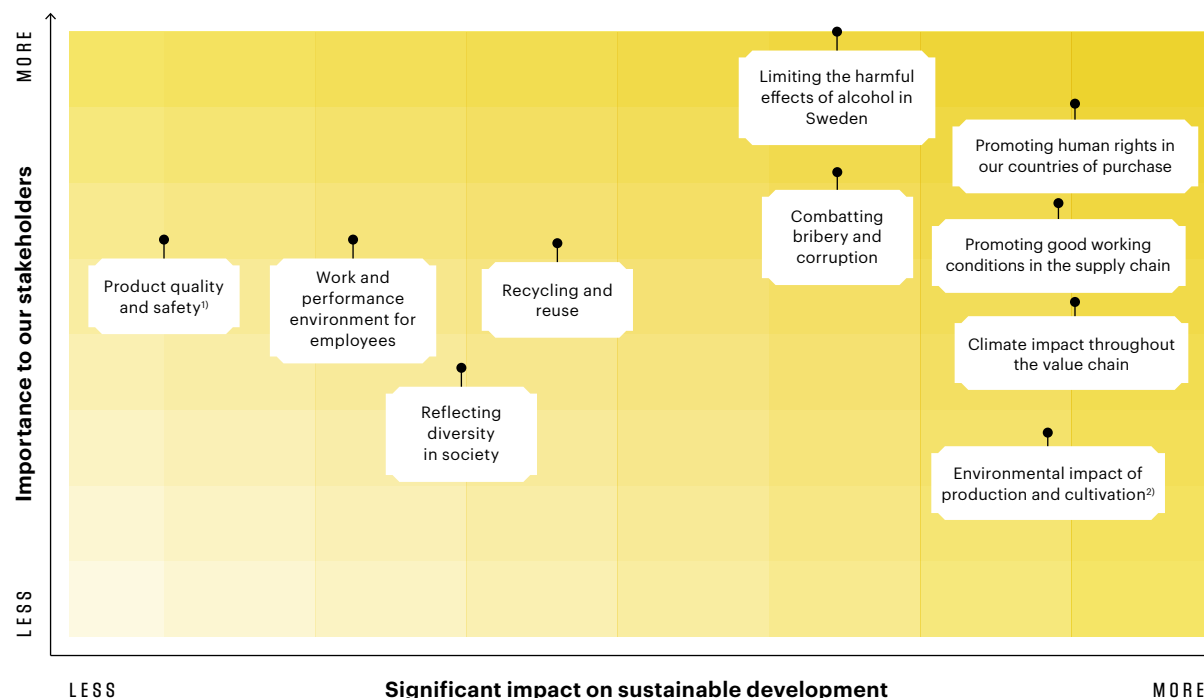 MORE
Importance to our stakeholders
LESS
Limiting the harmful
effects of alcohol in
Sweden
Promoting human rights in
our countries of purchase
Combatting
bribery and
corruption
Promoting good working
conditions in the supply chain
Product quality
and safety1)
Work and
performance
environment for
employees
Recycling and
reuse
Climate impact throughout
the value chain
Reflecting
diversity
in society
Environmental impact of
production and cultivation2)
LESS
Significant impact on sustainable development
MORE